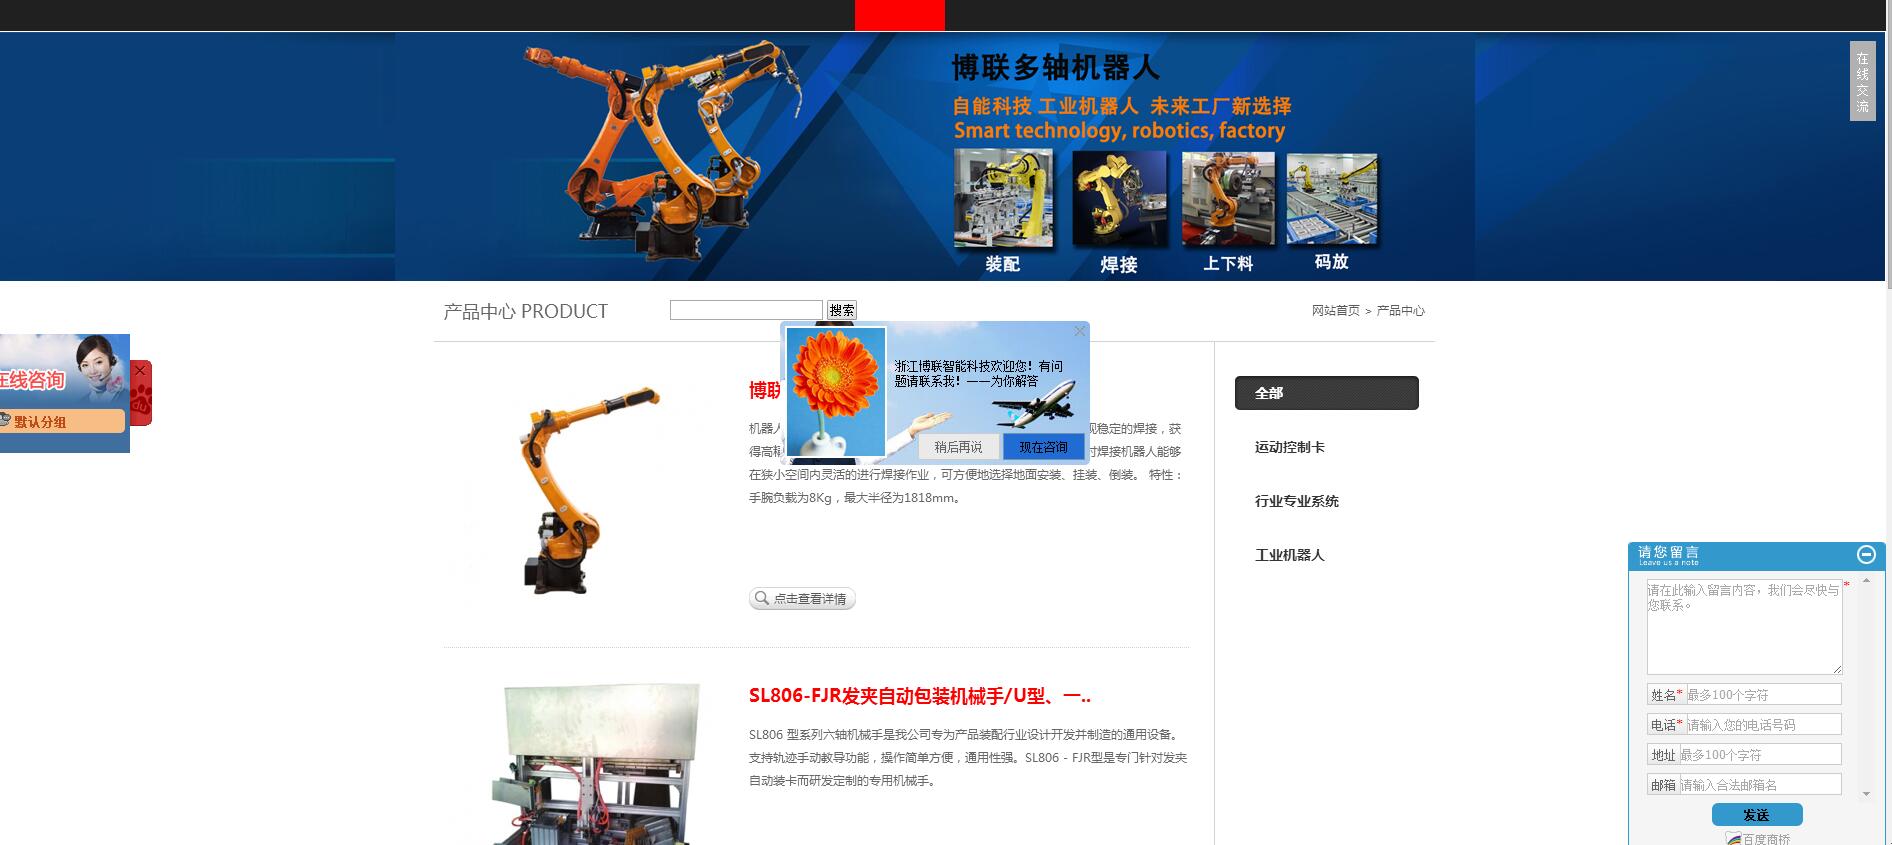 博联多轴机器人
自能科技 工业机器人 未来工厂新选择
Smart technology, robotics, factory
装配
焊接
上下料
码放
在线交流
产品中心 PRODUCT
搜索
网站首页 > 产品中心
浙江博联智能科技欢迎您！有问
题请联系我！一一为你解答
稍后再说
现在咨询
在线咨询
默认分组
博联
机器人
现稳定的焊接，获
焊接机器人能够
在狭小空间内灵活的进行焊接作业，可方便地选择地面安装、挂装、倒装。 特性：
手腕负载为8Kg，最大半径为1818mm。
点击查看详情
SL806-FJR发夹自动包装机械手/U型、一..
SL806 型系列六轴机械手是我公司专为产品装配行业设计开发并制造的通用设备。
支持轨迹手动教导功能，操作简单方便，通用性强。SL806 - FJR型是专门针对发夹
自动装卡而研发定制的专用机械手。
全部
运动控制卡
行业专业系统
工业机器人
请您留言
Leave us a note
请在此输入留言内容，我们会尽快与*
您联系。
姓名* 最多100个字符
电话* 请输入您的电话号码
地址 最多100个字符
邮箱 请输入合法邮箱名
发送
百度商桥